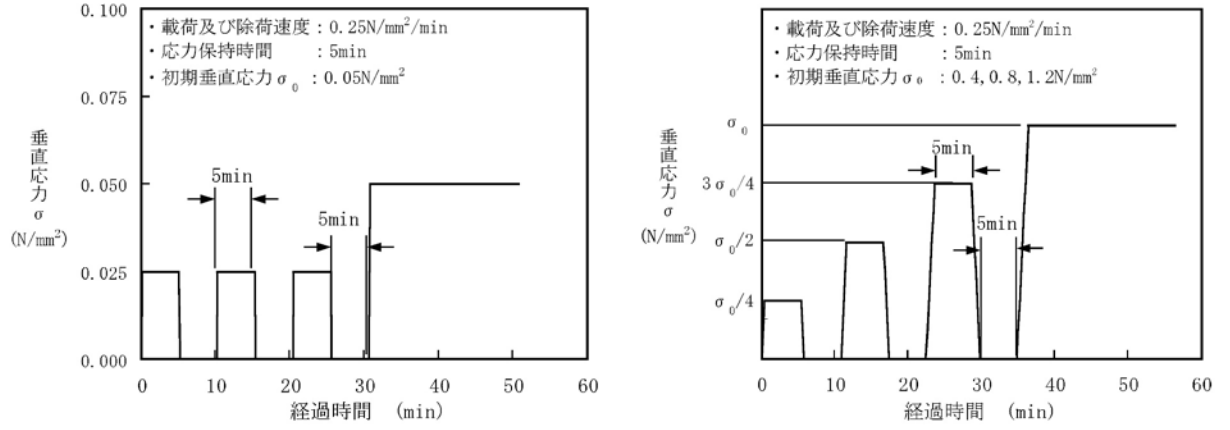 ・載荷及び除荷速度：0.25N/mm²/min
・応力保持時間　　：5min
・初期垂直応力σ₀：0.05N/mm²
0.100
0.075
0.050
0.025
0.000
垂直応力σ
(N/mm²)
5min
5min
0 10 20 30 40 50 60
経過時間　(min)
・載荷及び除荷速度：0.25N/mm²/min
・応力保持時間　　：5min
・初期垂直応力σ₀：0.4, 0.8, 1.2N/mm²
σ₀
3σ₀/4
σ₀/2
σ₀/4
垂直応力σ
(N/mm²)
5min
5min
0 10 20 30 40 50 60
経過時間　(min)